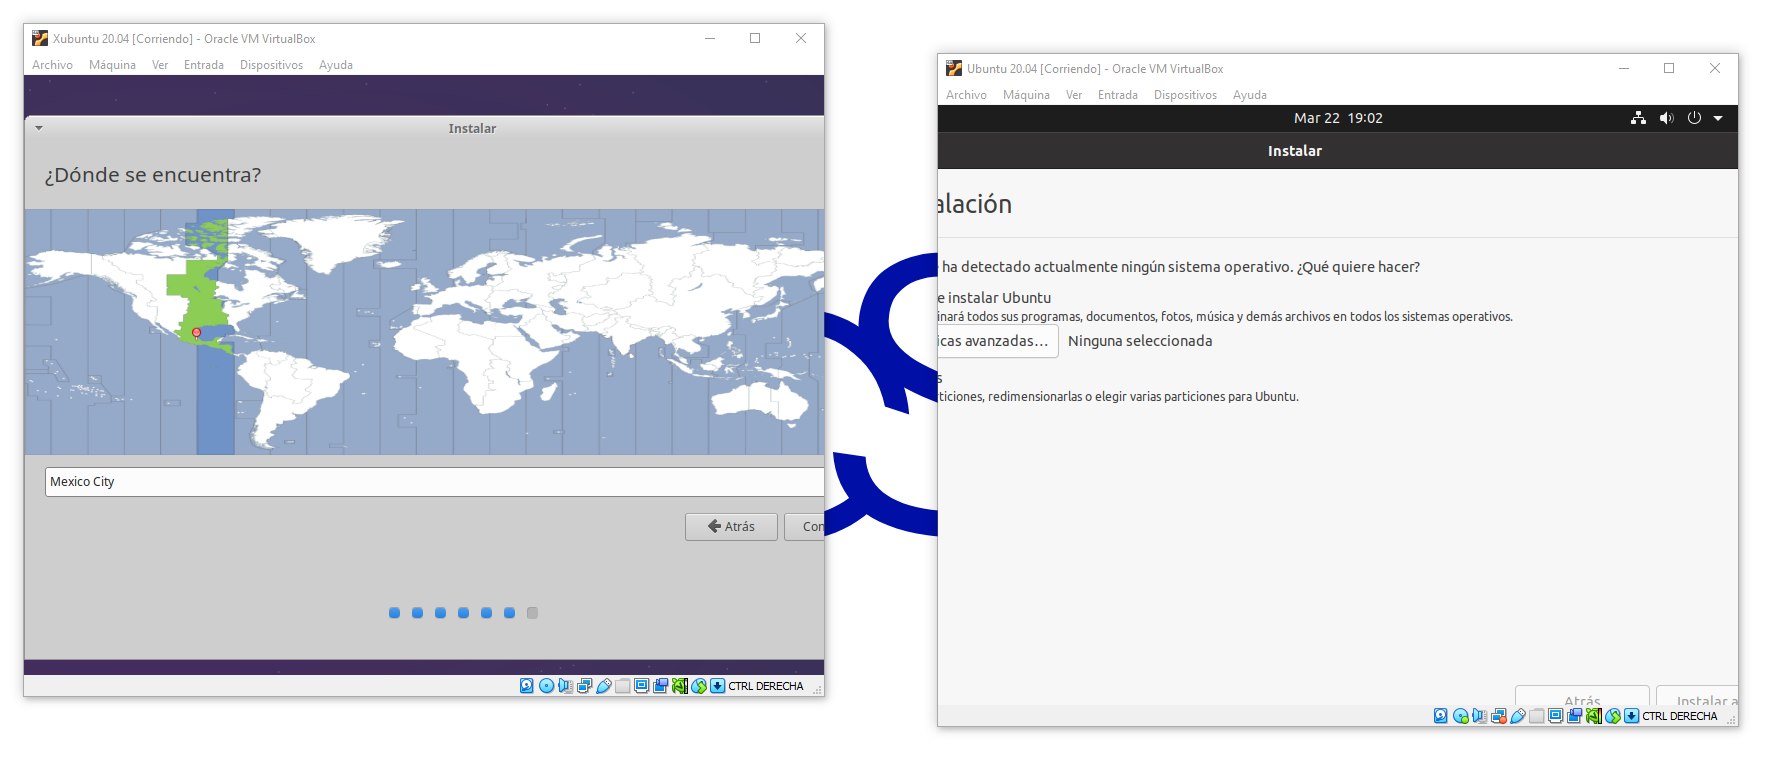 Xubuntu 20.04 [Corriendo] - Oracle VM VirtualBox
Archivo Máquina Ver Entrada Dispositivos Ayuda
Instalar
¿Dónde se encuentra?
Mexico City
Atrás Con
CTRL DERECHA
Ubuntu 20.04 [Corriendo] - Oracle VM VirtualBox
Archivo Máquina Ver Entrada Dispositivos Ayuda
Mar 22 19:02
Instalar
alación
ha detectado actualmente ningún sistema operativo. ¿Qué quiere hacer?
e instalar Ubuntu
inará todos sus programas, documentos, fotos, música y demás archivos en todos los sistemas operativos.
icas avanzadas... Ninguna seleccionada
s
ticiones, redimensionarlas o elegir varias particiones para Ubuntu.
Atrás Instalar a
CTRL DERECHA